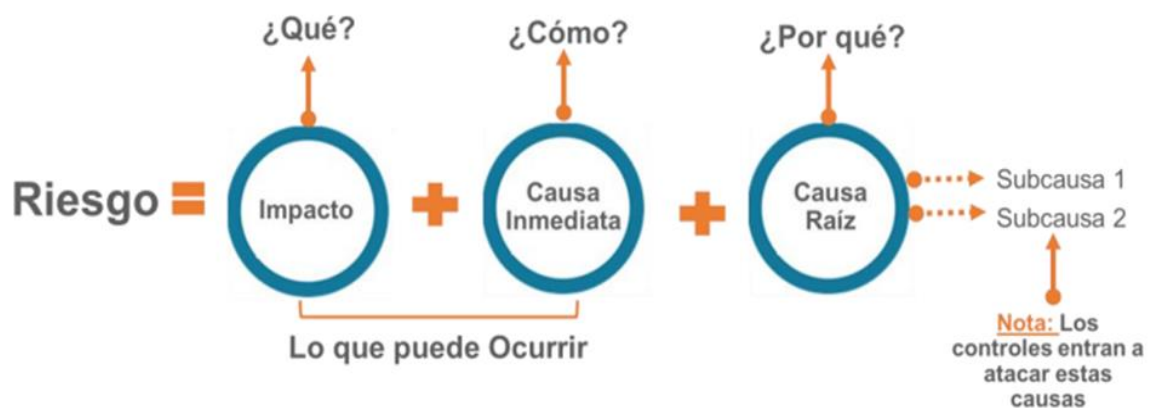 ¿Qué?
¿Cómo?
¿Por qué?
Riesgo =
Impacto
+
Causa
Inmediata
+
Causa
Raíz
Subcausa 1
Subcausa 2
Lo que puede Ocurrir
Nota: Los
controles entran a
atacar estas
causas